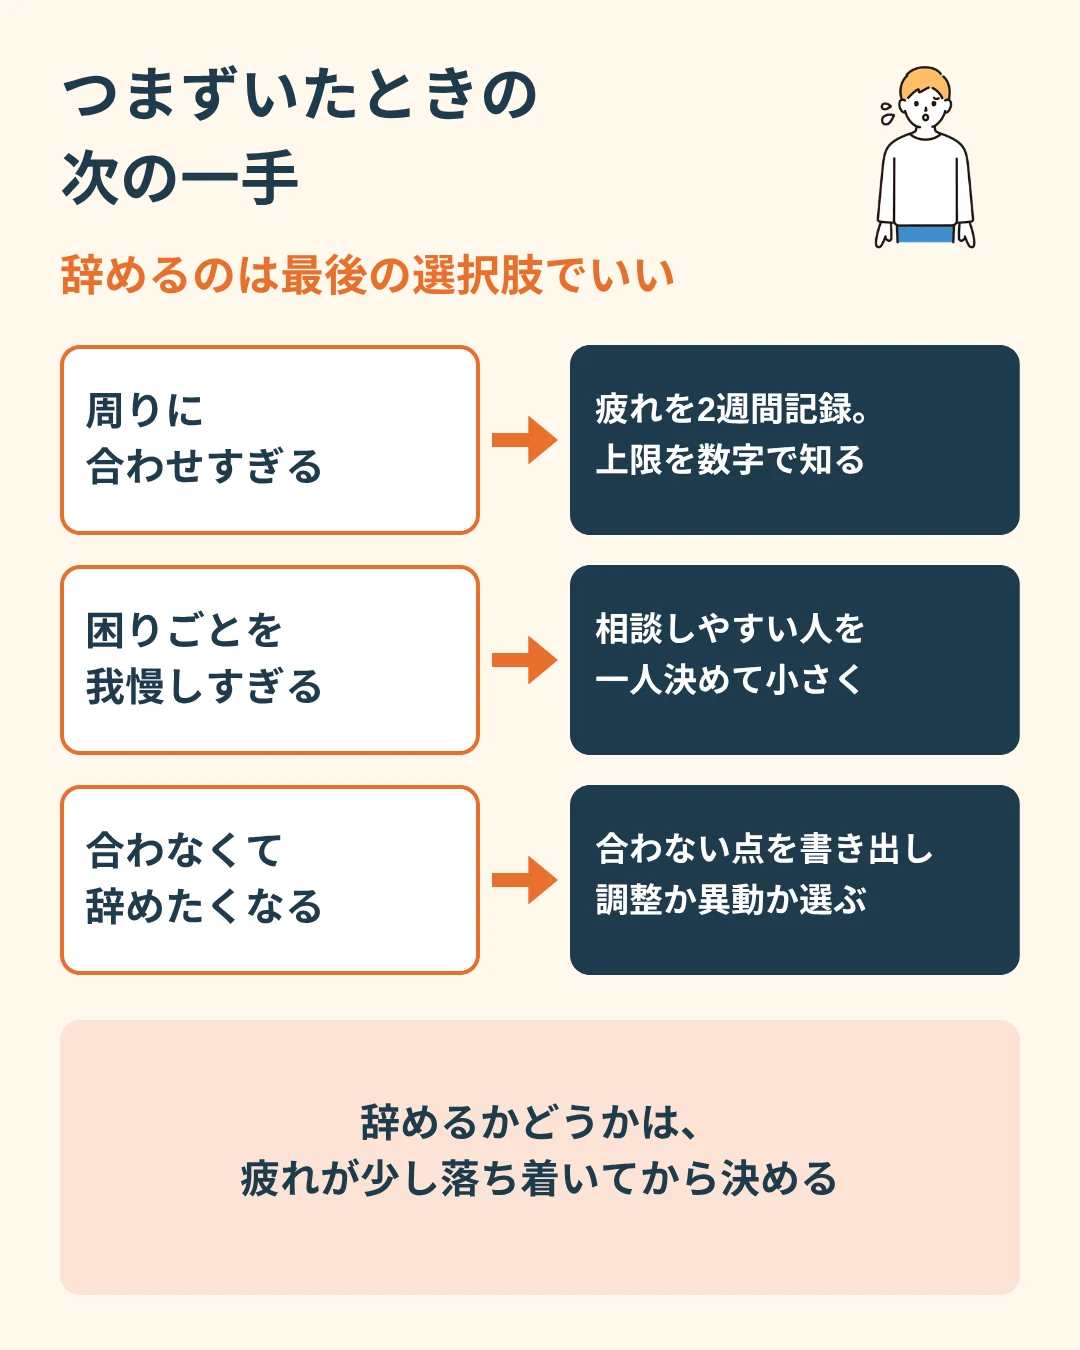 つまずいたときの
次の一手
辞めるのは最後の選択肢でいい
周りに
合わせすぎる
疲れを2週間記録。
上限を数字で知る
困りごとを
我慢しすぎる
相談しやすい人を
一人決めて小さく
合わなくて
辞めたくなる
合わない点を書き出し
調整か異動か選ぶ
辞めるかどうかは、
疲れが少し落ち着いてから決める